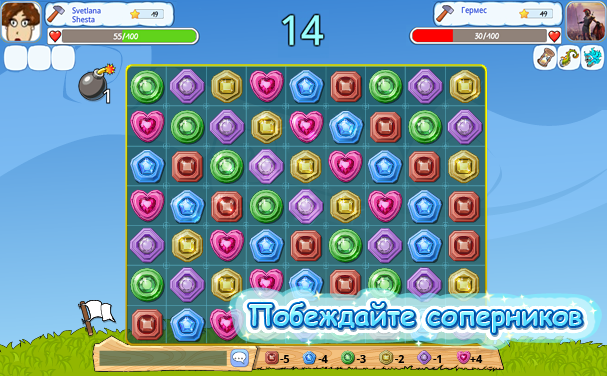 Svetlana
Shesta
49
55/100
14
Гермес
49
30/100
1
Побеждайте соперников
-5 -4 -3 -2 -1 +4